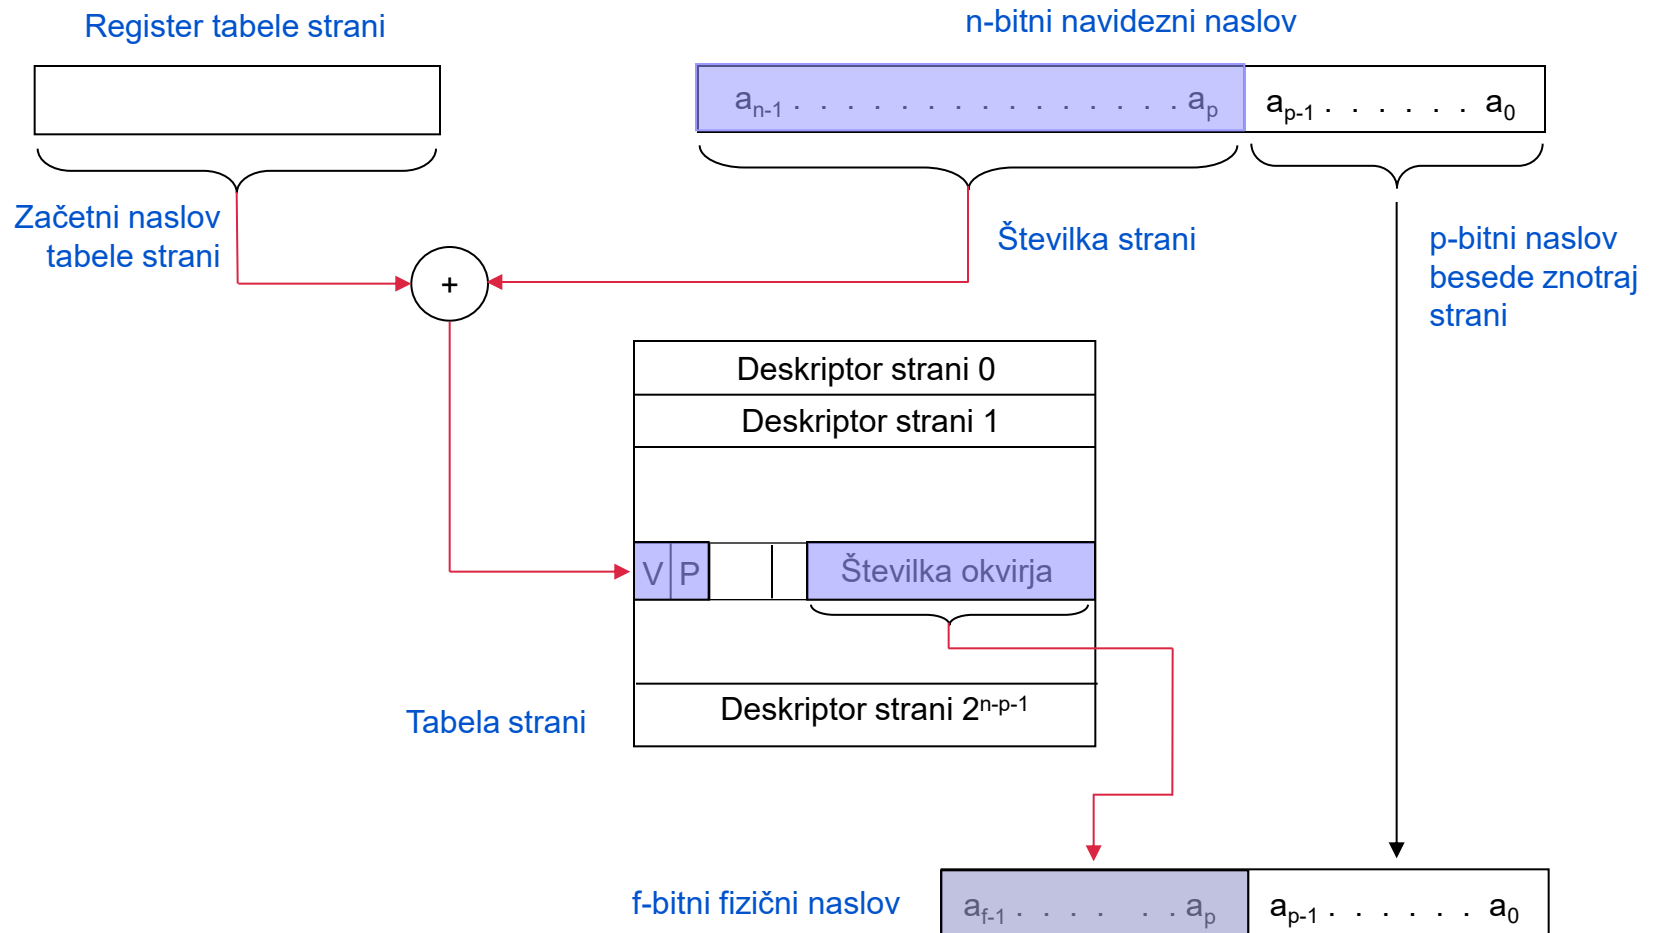 Register tabele strani
n-bitni navidezni naslov
aₙ₋₁ . . . . . . . . . . . . . . . aₚ
aₚ₋₁ . . . . . . a₀
Začetni naslov
tabele strani
Številka strani
p-bitni naslov
besede znotraj
strani
+
Deskriptor strani 0
Deskriptor strani 1
V P
Številka okvirja
Deskriptor strani 2ⁿ⁻ᵖ⁻¹
Tabela strani
f-bitni fizični naslov
a_{f-1} . . . . . . aₚ
aₚ₋₁ . . . . . . a₀